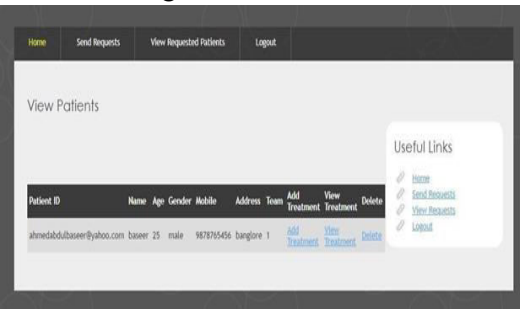 Home Send Requests View Requested Patients Logout
View Patients
Useful Links
Home
Send Requests
View Requests
Logout
Patient ID Name Age Gender Mobile Address Team Add Treatment View Treatment Delete
ahmedabdulbaseer@yahoo.com baseer 25 male 9878765456 banglore 1 Add Treatment View Treatment Delete